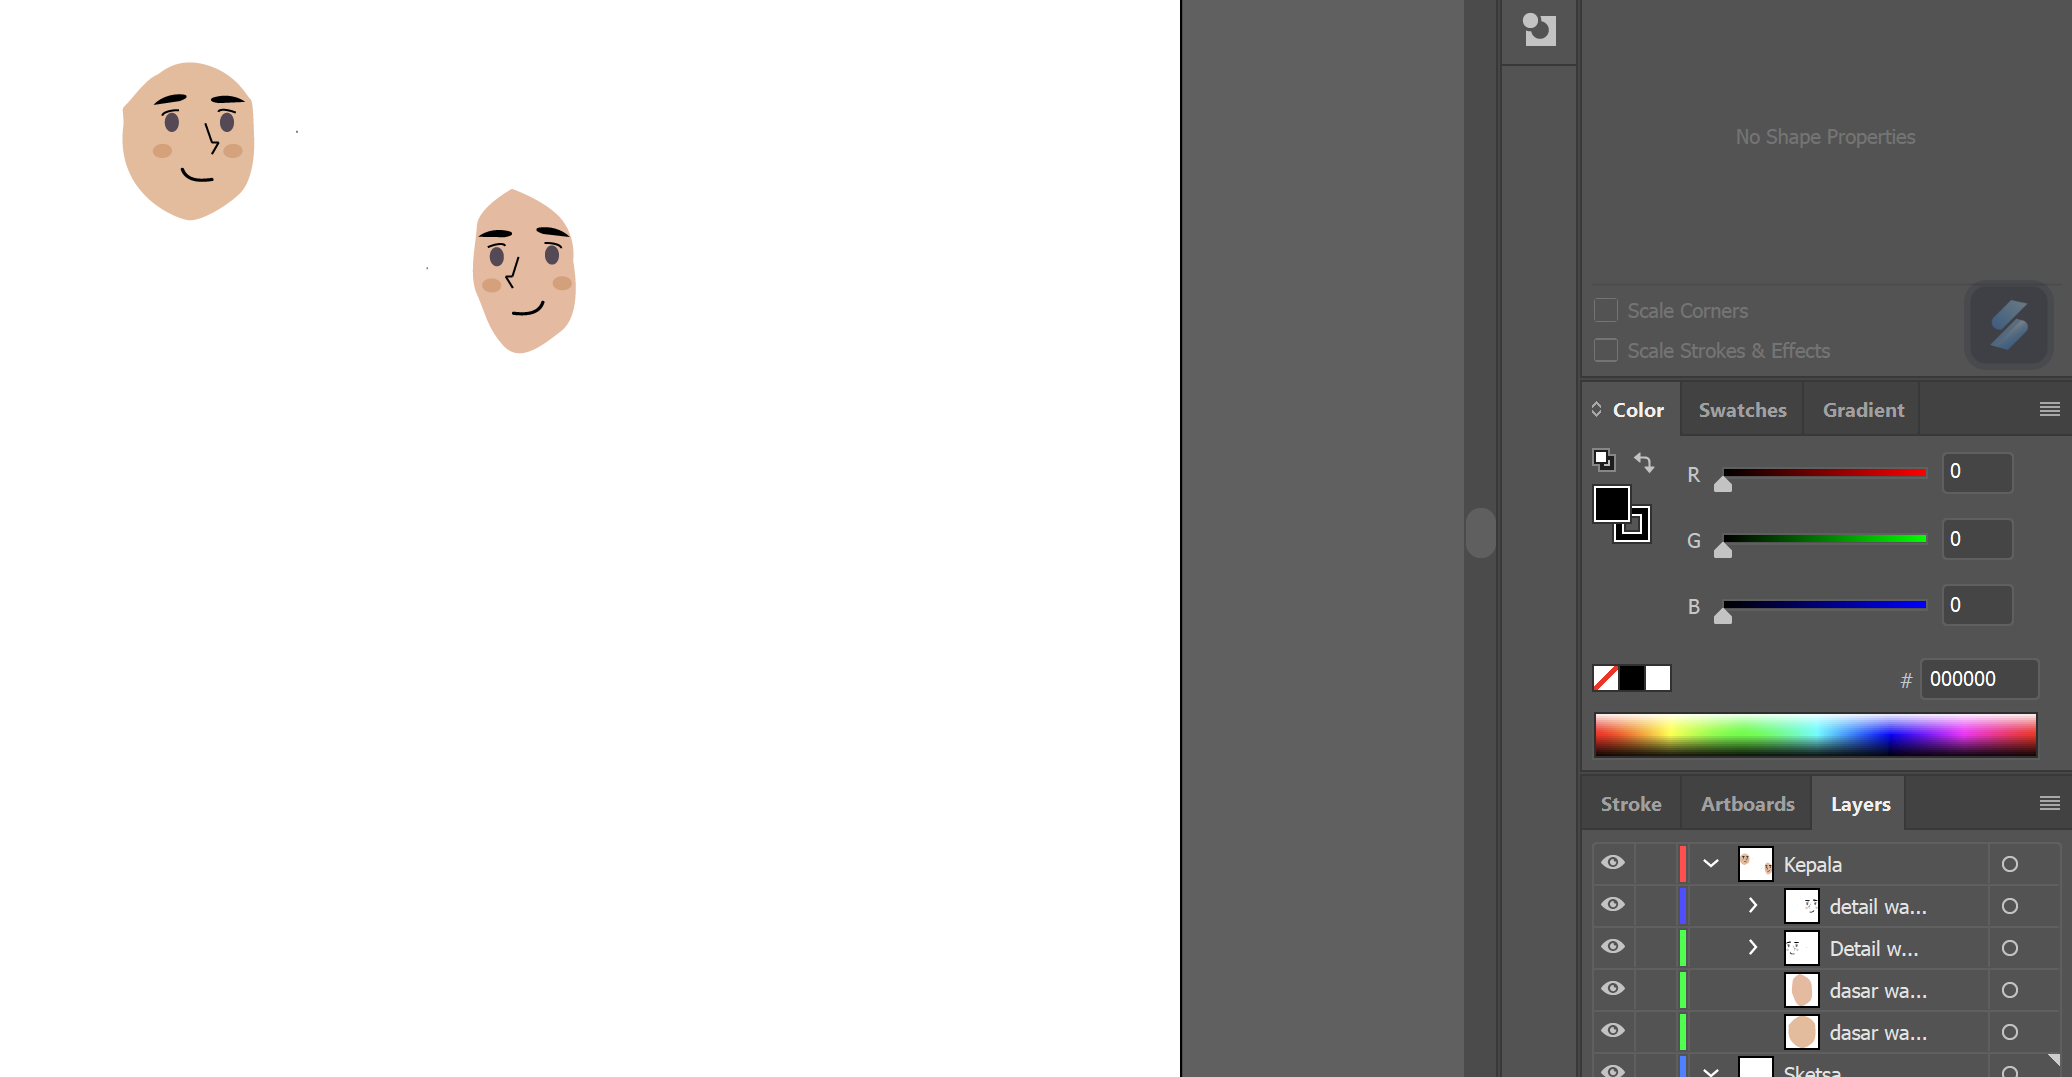 No Shape Properties
Scale Corners
Scale Strokes & Effects
Color Swatches Gradient
R 0
G 0
B 0
# 000000
Stroke Artboards Layers
Kepala
detail wa...
Detail w...
dasar wa...
dasar wa...
Sketsa